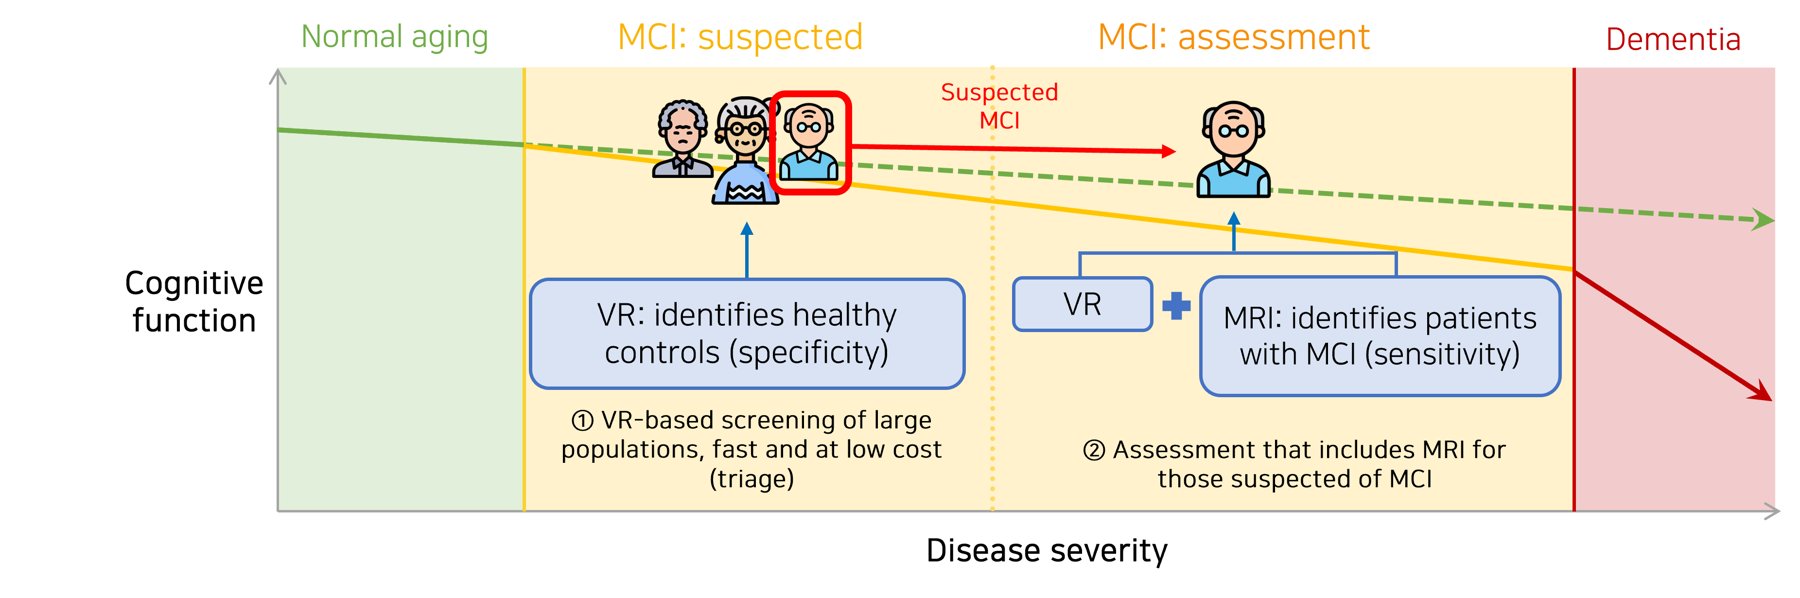 Normal aging
MCI: suspected
MCI: assessment
Dementia
Suspected
MCI
Cognitive
function
VR: identifies healthy
controls (specificity)
VR
MRI: identifies patients
with MCI (sensitivity)
① VR-based screening of large
populations, fast and at low cost
(triage)
② Assessment that includes MRI for
those suspected of MCI
Disease severity